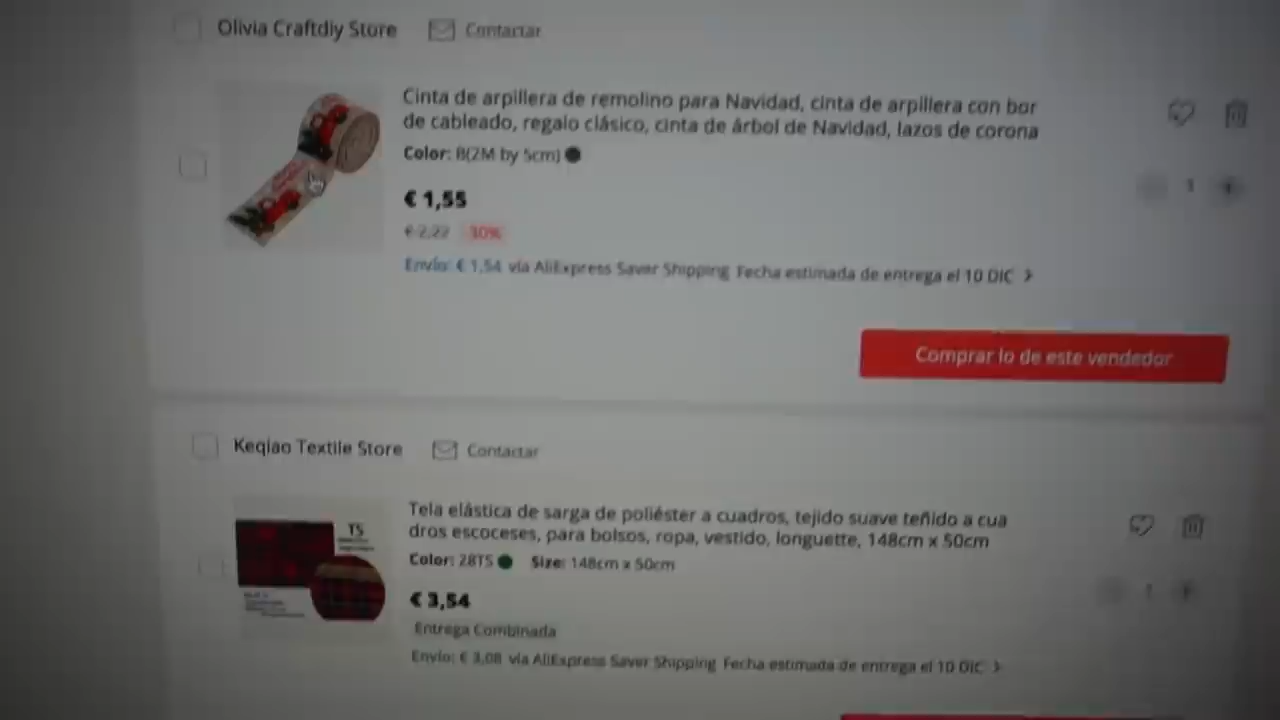 Olivia Craftdiy Store
Contactar
Cinta de arpillera de remolino para Navidad, cinta de arpillera con bor
de cableado, regalo clásico, cinta de árbol de Navidad, lazos de corona
Color: B(2M by 5cm)
1
€ 1,55
€ 2,22 -30%
Envío: € 1,54 vía AliExpress Saver Shipping Fecha estimada de entrega el 10 DIC >
Comprar lo de este vendedor
Keqiao Textile Store
Contactar
Tela elástica de sarga de poliéster a cuadros, tejido suave teñido a cua
dros escoceses, para bolsos, ropa, vestido, longuette, 148cm x 50cm
Color: 28TS Size: 148cm x 50cm
1
€ 3,54
Entrega Combinada
Envío: € 3,08 vía AliExpress Saver Shipping Fecha estimada de entrega el 10 DIC >